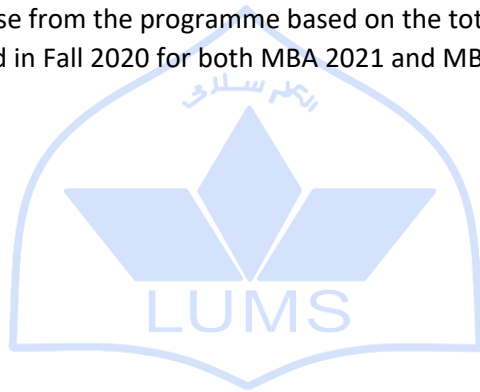 se from the programme based on the tot
d in Fall 2020 for both MBA 2021 and MB
LUMS